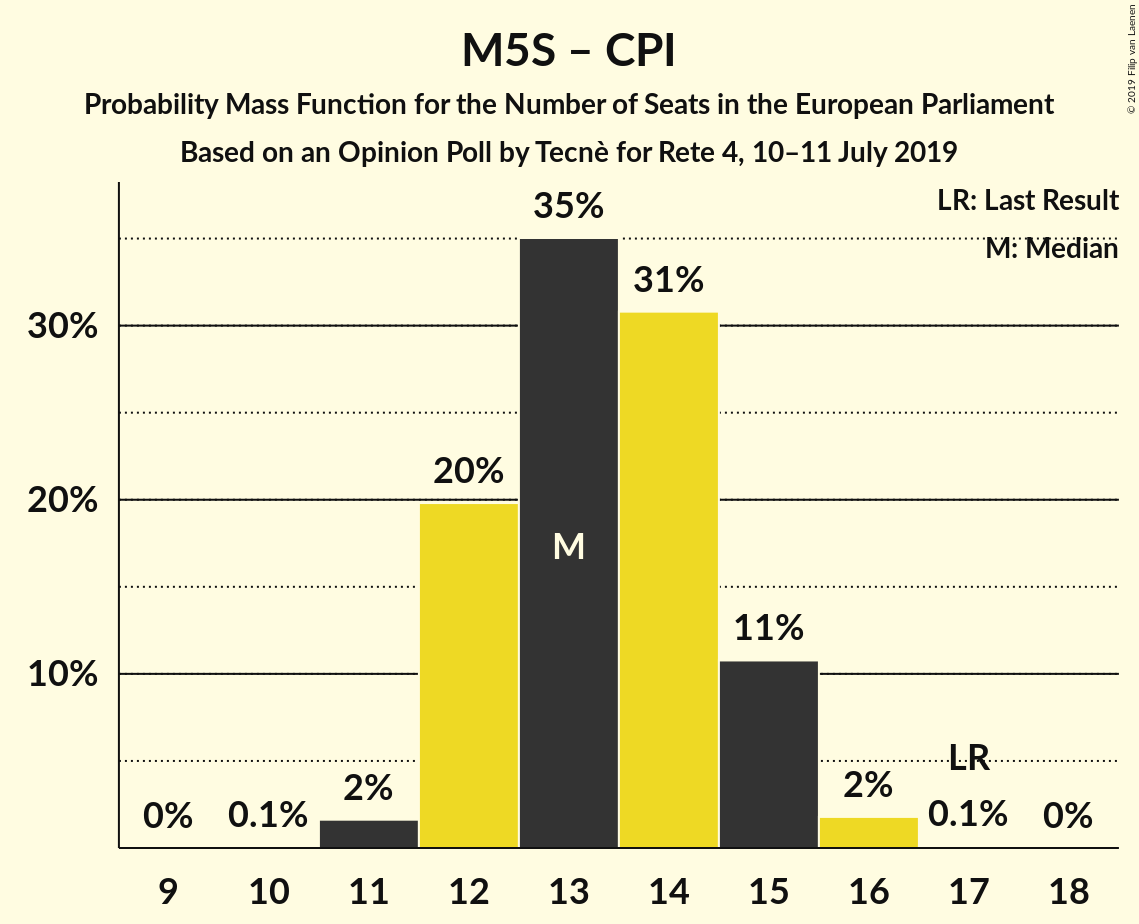 M5S – CPI
Probability Mass Function for the Number of Seats in the European Parliament
Based on an Opinion Poll by Tecnè for Rete 4, 10–11 July 2019
© 2019 Filip van Laenen
LR: Last Result
M: Median
35%
31%
30%
20%
20%
M
11%
10%
LR
2%
2%
0%
0.1%
0.1%
0%
9 10 11 12 13 14 15 16 17 18